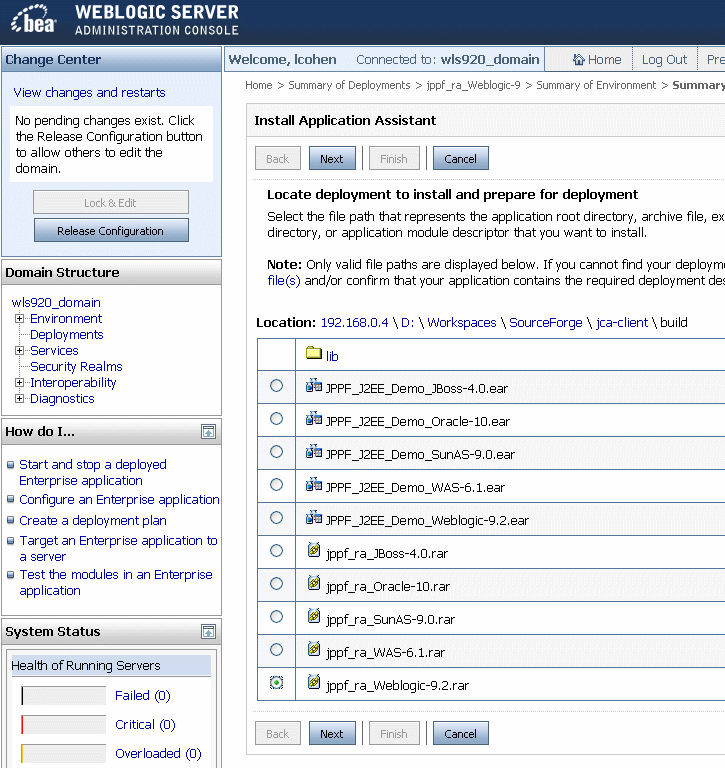 bea
WEBLOGIC SERVER
ADMINISTRATION CONSOLE
Change Center
View changes and restarts
No pending changes exist. Click
the Release Configuration button
to allow others to edit the
domain.
Lock & Edit
Release Configuration
Domain Structure
wls920_domain
Environment
Deployments
Services
Security Realms
Interoperability
Diagnostics
How do I...
Start and stop a deployed
Enterprise application
Configure an Enterprise application
Create a deployment plan
Target an Enterprise application to
a server
Test the modules in an Enterprise
application
System Status
Health of Running Servers
Failed (0)
Critical (0)
Overloaded (0)
Welcome, lcohen Connected to: wls920_domain Home Log Out Pre
Home > Summary of Deployments > jppf_ra_Weblogic-9 > Summary of Environment > Summary
Install Application Assistant
Back Next Finish Cancel
Locate deployment to install and prepare for deployment
Select the file path that represents the application root directory, archive file, ex
directory, or application module descriptor that you want to install.
Note: Only valid file paths are displayed below. If you cannot find your deploym
file(s) and/or confirm that your application contains the required deployment des
Location: 192.168.0.4 \ D: \ Workspaces \ SourceForge \ jca-client \ build
lib
JPPF_J2EE_Demo_JBoss-4.0.ear
JPPF_J2EE_Demo_Oracle-10.ear
JPPF_J2EE_Demo_SunAS-9.0.ear
JPPF_J2EE_Demo_WAS-6.1.ear
JPPF_J2EE_Demo_Weblogic-9.2.ear
jppf_ra_JBoss-4.0.rar
jppf_ra_Oracle-10.rar
jppf_ra_SunAS-9.0.rar
jppf_ra_WAS-6.1.rar
jppf_ra_Weblogic-9.2.rar
Back Next Finish Cancel